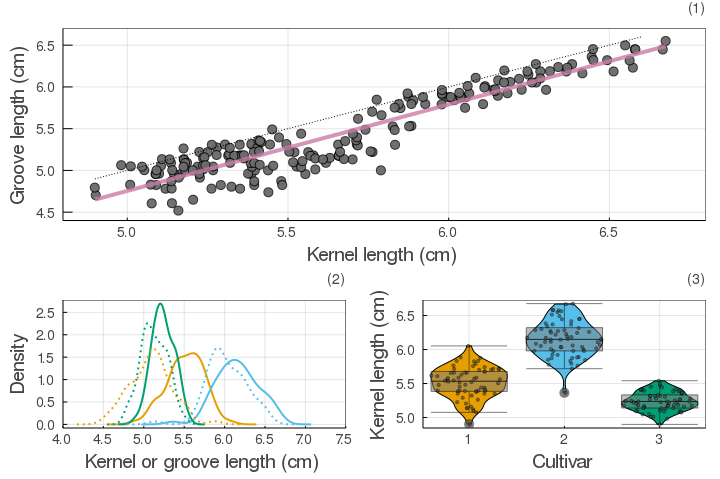 (1)
Groove length (cm)
6.5
6.0
5.5
5.0
4.5
5.0 5.5 6.0 6.5
Kernel length (cm)
(2)
Density
2.5
2.0
1.5
1.0
0.5
0.0
4.0 4.5 5.0 5.5 6.0 6.5 7.0 7.5
Kernel or groove length (cm)
(3)
Kernel length (cm)
6.5
6.0
5.5
5.0
1 2 3
Cultivar